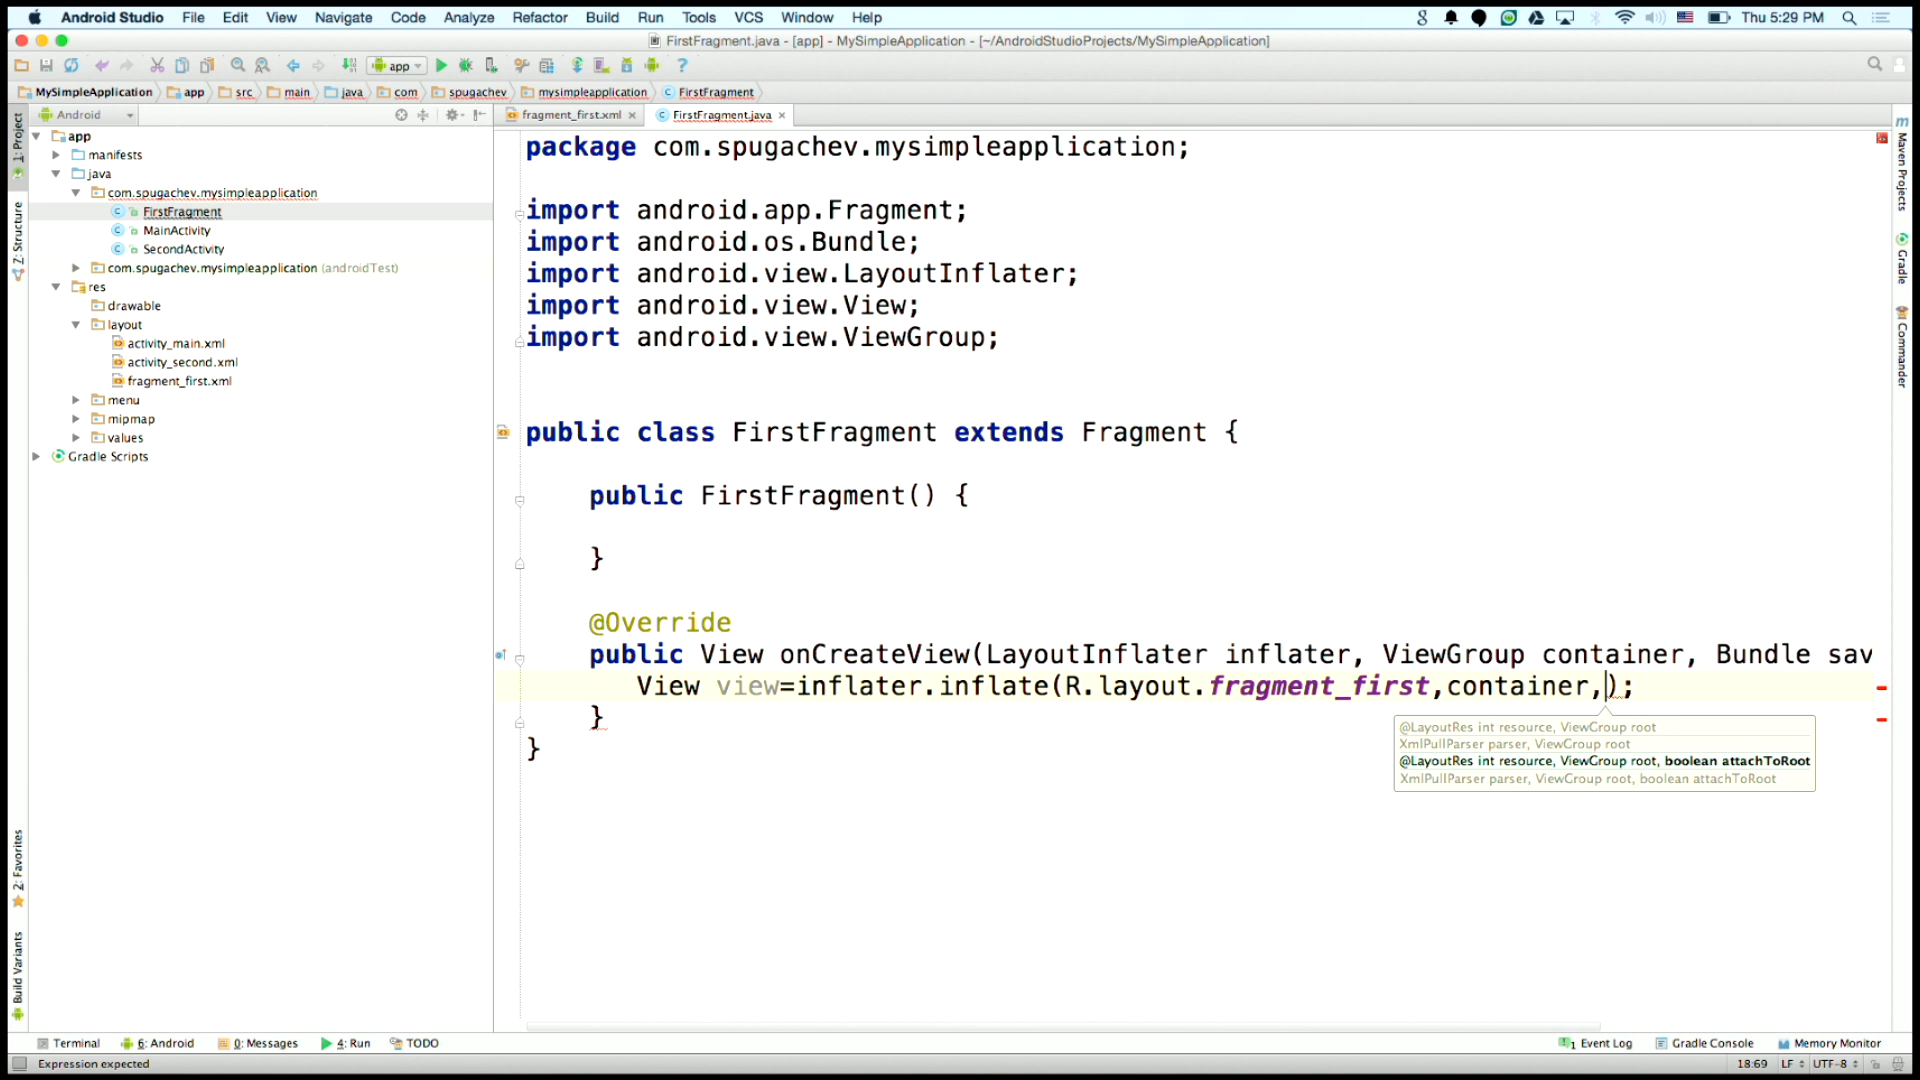 Android Studio File Edit View Navigate Code Analyze Refactor Build Run Tools VCS Window Help 8 Thu 5:29 PM
FirstFragment.java - [app] - MySimpleApplication - [~/AndroidStudioProjects/MySimpleApplication]
app
MySimpleApplication app src main java com spugachev mysimpleapplication FirstFragment
Android
fragment_first.xml
FirstFragment.java
1: Project
Z: Structure
2: Favorites
Build Variants
app
manifests
java
com.spugachev.mysimpleapplication
FirstFragment
MainActivity
SecondActivity
com.spugachev.mysimpleapplication (androidTest)
res
drawable
layout
activity_main.xml
activity_second.xml
fragment_first.xml
menu
mipmap
values
Gradle Scripts
package com.spugachev.mysimpleapplication;
import android.app.Fragment;
import android.os.Bundle;
import android.view.LayoutInflater;
import android.view.View;
import android.view.ViewGroup;
public class FirstFragment extends Fragment {
public FirstFragment() {
}
@Override
public View onCreateView(LayoutInflater inflater, ViewGroup container, Bundle sav
View view=inflater.inflate(R.layout.fragment_first,container,);
}
}
@LayoutRes int resource, ViewGroup root
XmlPullParser parser, ViewGroup root
@LayoutRes int resource, ViewGroup root, boolean attachToRoot
XmlPullParser parser, ViewGroup root, boolean attachToRoot
m
Maven Projects
Gradle
Commander
Terminal 6: Android 0: Messages 4: Run TODO 1 Event Log Gradle Console Memory Monitor
Expression expected 18:69 LF UTF-8